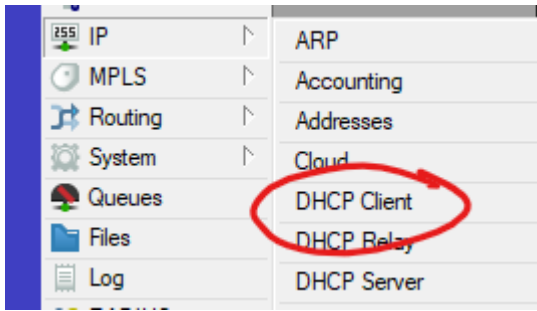 255 IP
MPLS
Routing
System
Queues
Files
Log
ARP
Accounting
Addresses
Cloud
DHCP Client
DHCP Relay
DHCP Server